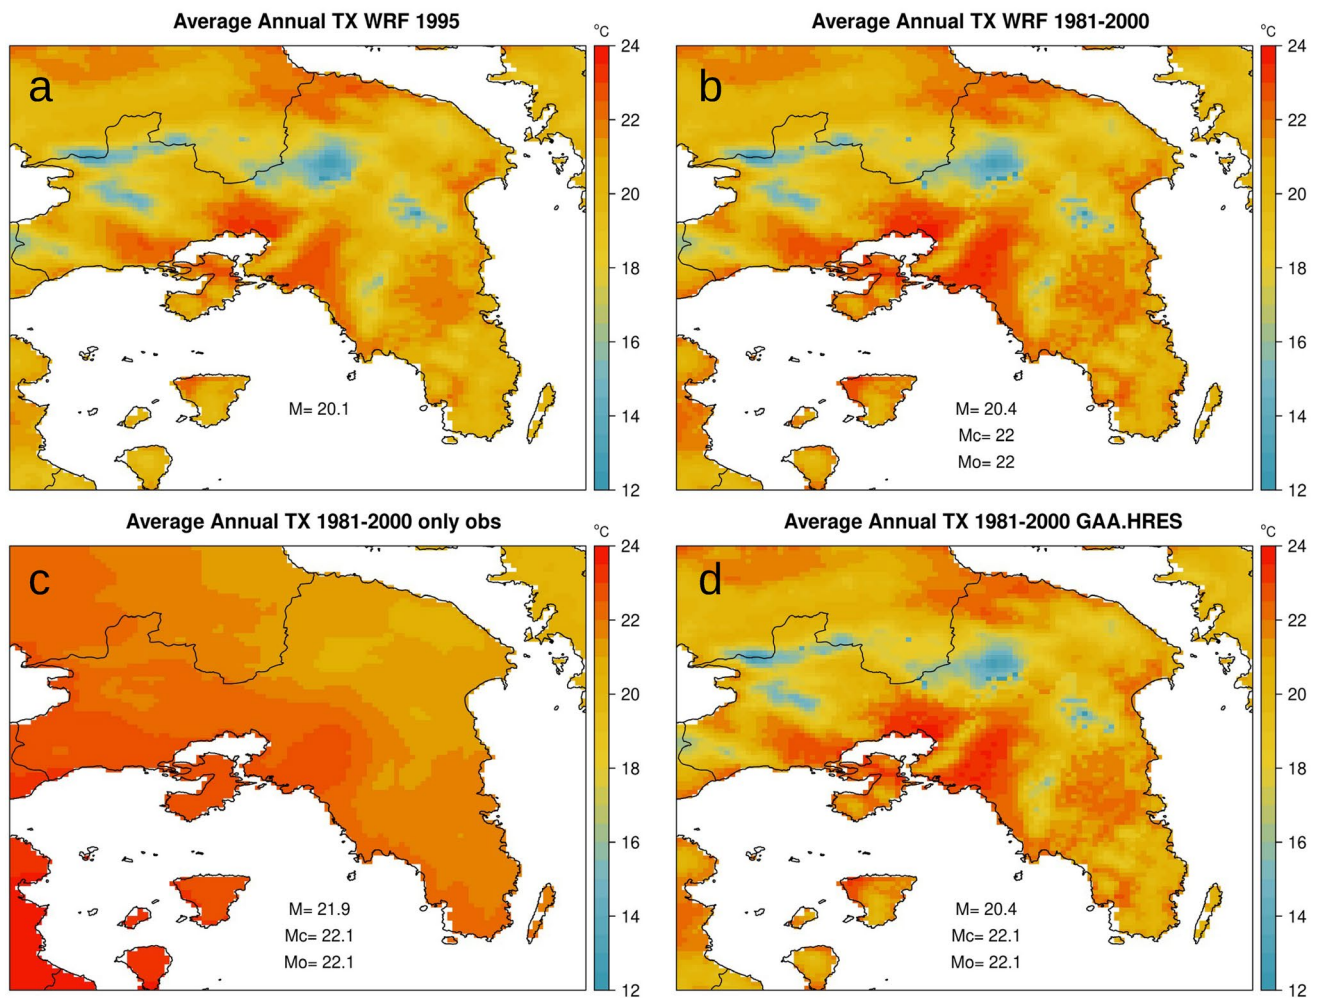 Average Annual TX WRF 1995
°C
a
24
22
20
18
16
14
12
M= 20.1
Average Annual TX WRF 1981-2000
°C
b
24
22
20
18
16
14
12
M= 20.4
Mc= 22
Mo= 22
Average Annual TX 1981-2000 only obs
°C
c
24
22
20
18
16
14
12
M= 21.9
Mc= 22.1
Mo= 22.1
Average Annual TX 1981-2000 GAA.HRES
°C
d
24
22
20
18
16
14
12
M= 20.4
Mc= 22.1
Mo= 22.1